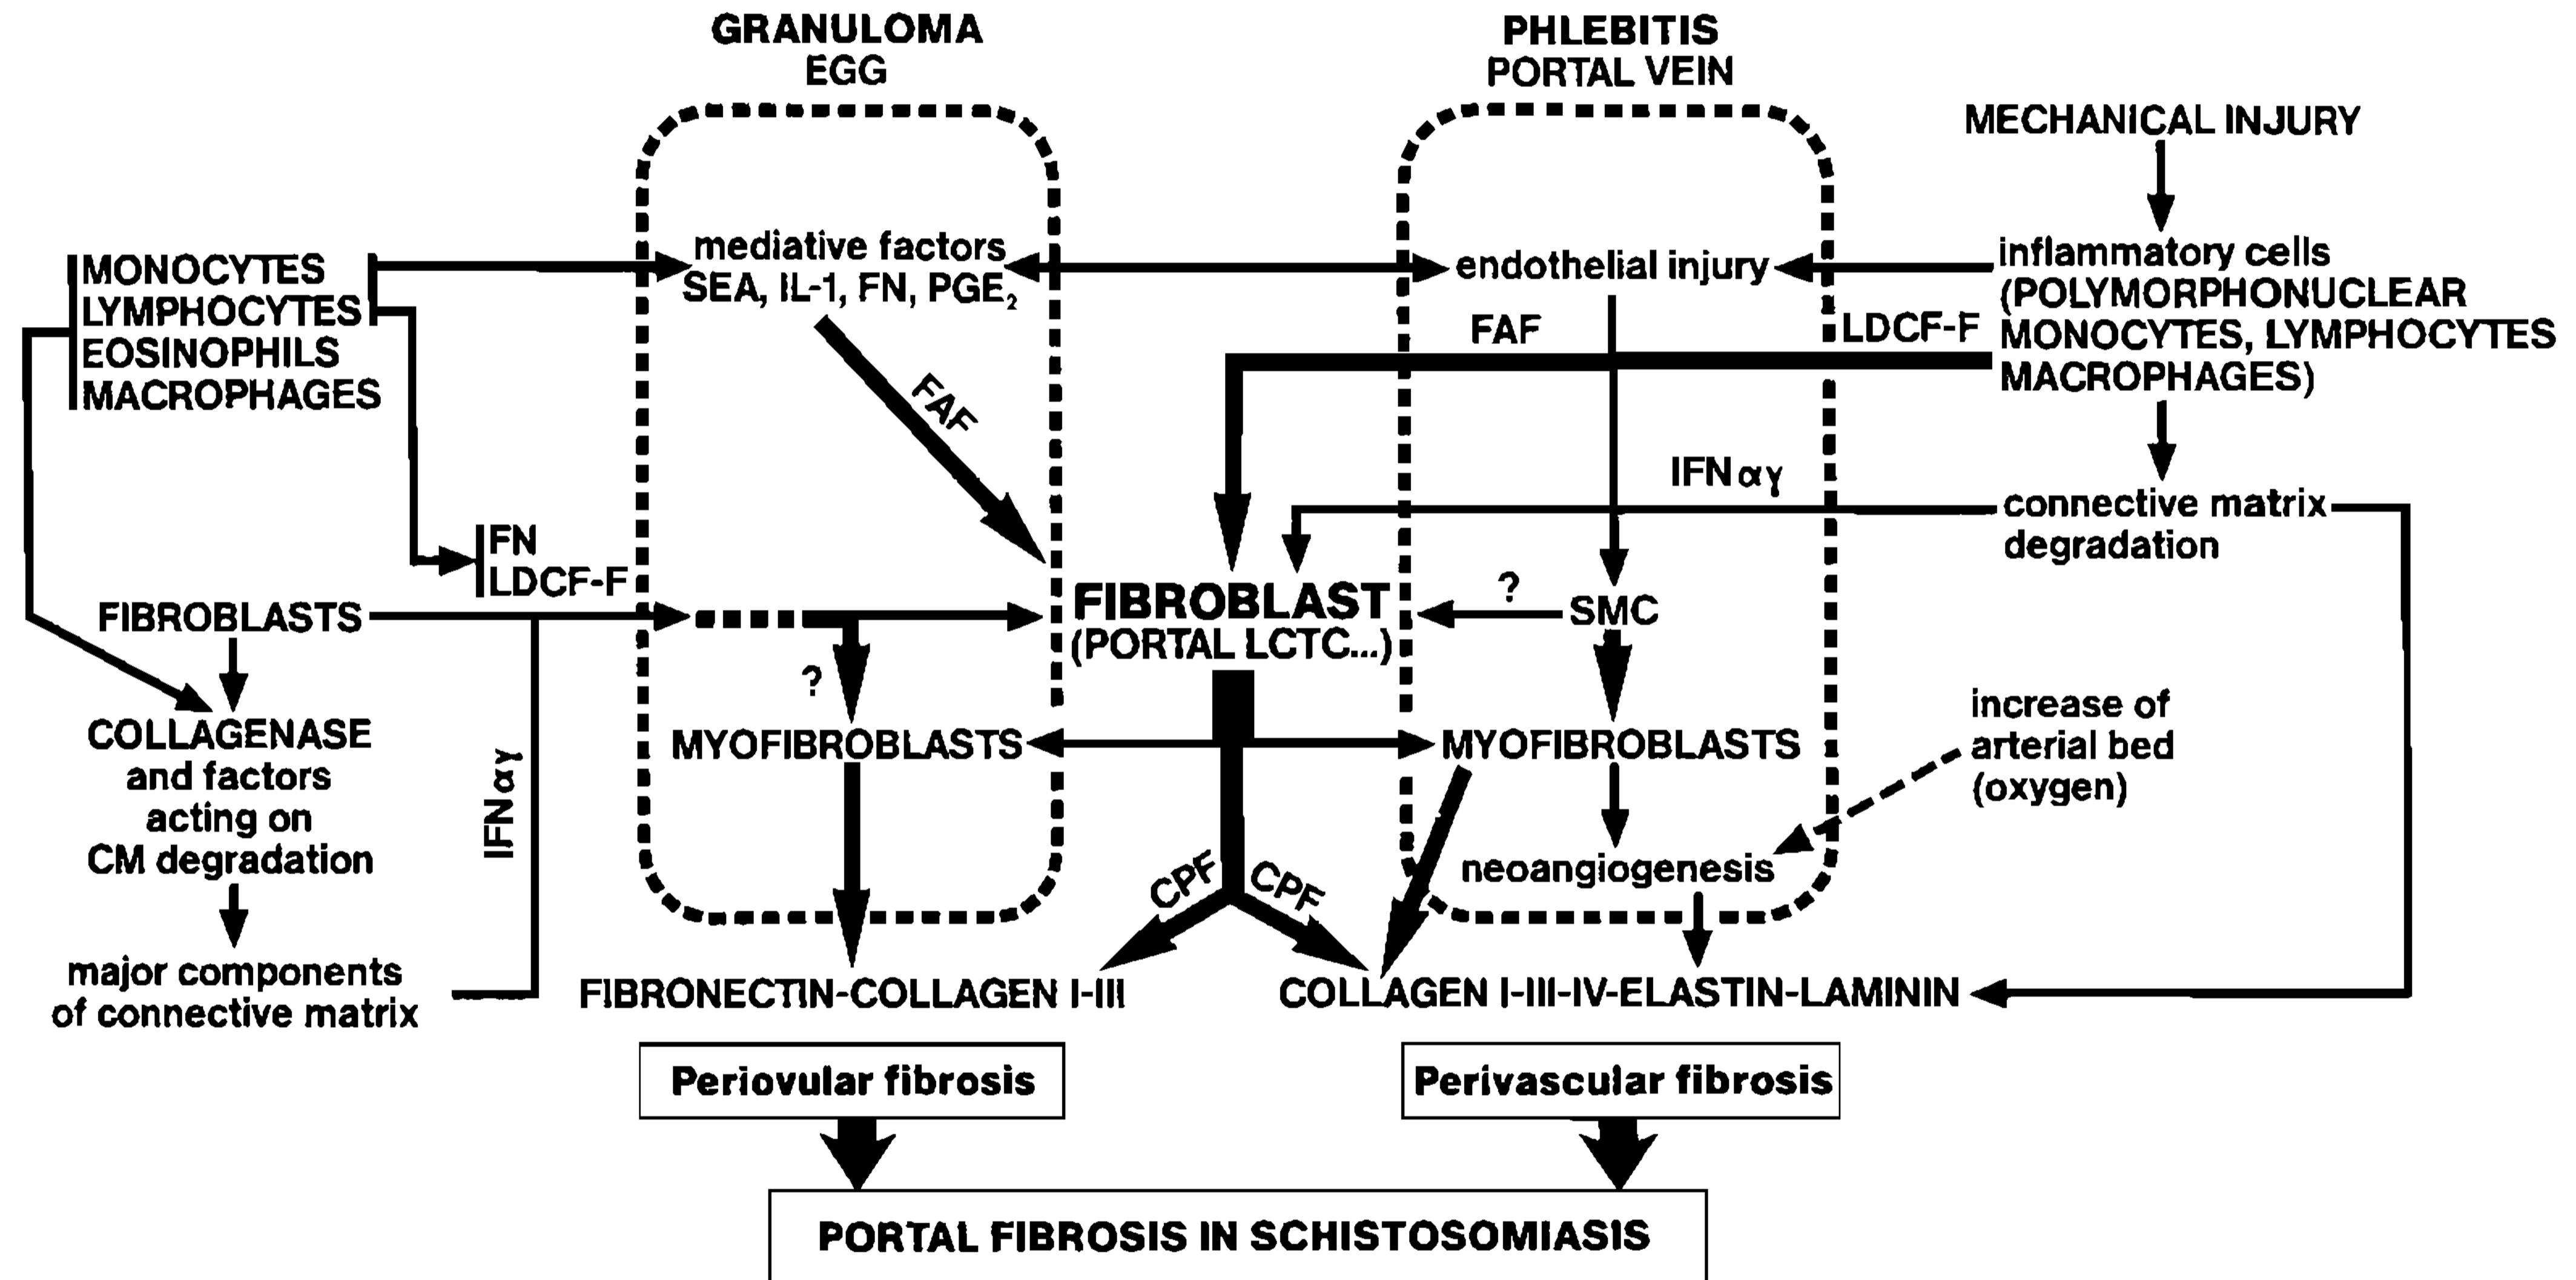 GRANULOMA
EGG
PHLEBITIS
PORTAL VEIN
MECHANICAL INJURY
MONOCYTES
LYMPHOCYTES
EOSINOPHILS
MACROPHAGES
mediative factors
SEA, IL-1, FN, PGE₂
endothelial injury
inflammatory cells
(POLYMORPHONUCLEAR
MONOCYTES, LYMPHOCYTES
MACROPHAGES)
FAF
FAF
LDCF-F
IFN αγ
connective matrix
degradation
FN
LDCF-F
FIBROBLASTS
FIBROBLAST
(PORTAL LCTC...)
?
SMC
?
COLLAGENASE
and factors
acting on
CM degradation
IFN αγ
MYOFIBROBLASTS
MYOFIBROBLASTS
increase of
arterial bed
(oxygen)
neoangiogenesis
CPF
CPF
major components
of connective matrix
FIBRONECTIN-COLLAGEN I-III
COLLAGEN I-III-IV-ELASTIN-LAMININ
Periovular fibrosis
Perivascular fibrosis
PORTAL FIBROSIS IN SCHISTOSOMIASIS